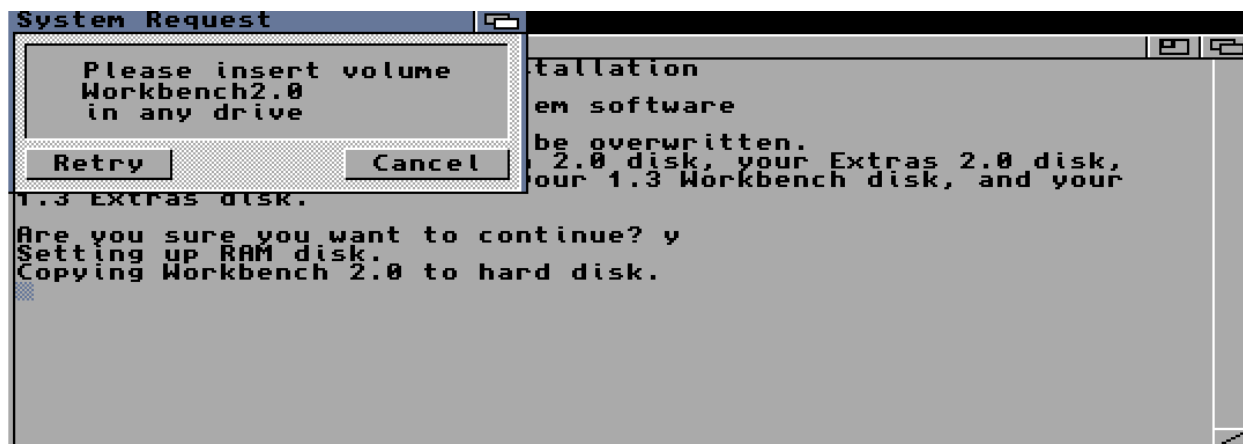 System Request
Please insert volume
Workbench2.0
in any drive
Retry
Cancel
tallation
em software
be overwritten.
2.0 disk, your Extras 2.0 disk,
our 1.3 Workbench disk, and your
1.3 Extras disk.
Are you sure you want to continue? y
Setting up RAM disk.
Copying Workbench 2.0 to hard disk.